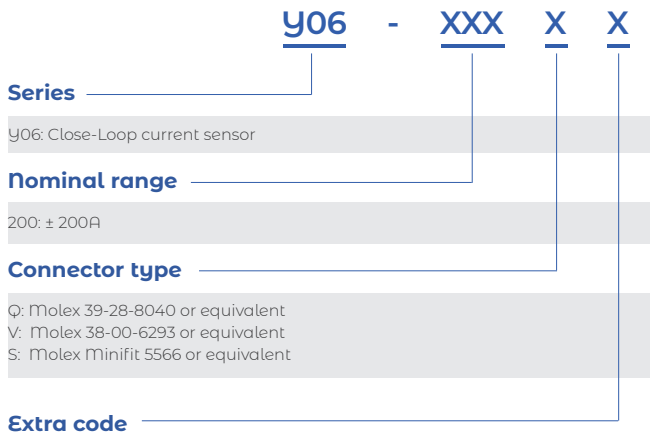 Y06 - XXX X X
Series
Y06: Close-Loop current sensor
Nominal range
200: ± 200A
Connector type
Q: Molex 39-28-8040 or equivalent
V: Molex 38-00-6293 or equivalent
S: Molex Minifit 5566 or equivalent
Extra code